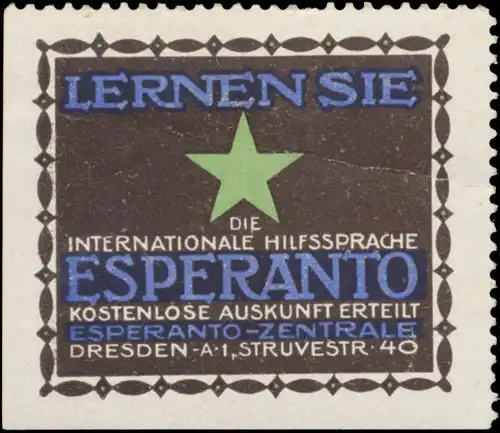 LERNEN SIE
DIE
INTERNATIONALE HILFSSPRACHE
ESPERANTO
KOSTENLOSE AUSKUNFT ERTEILT
ESPERANTO-ZENTRALE
DRESDEN-A·1, STRUVESTR·40